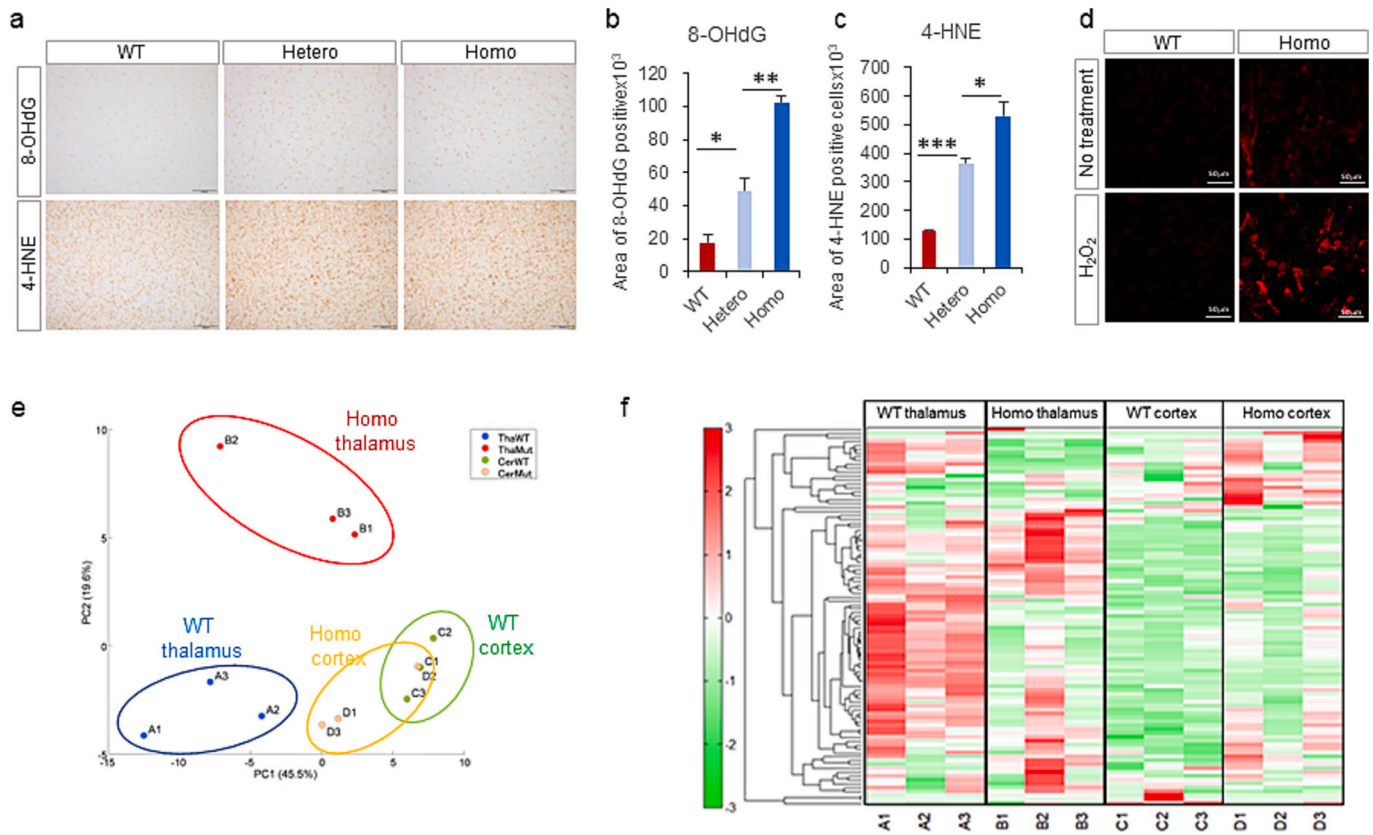 a
WT
Hetero
Homo
8-OHdG
4-HNE
b
8-OHdG
Area of 8-OHdG positivex10³
120
100
80
60
40
20
0
*
**
WT
Hetero
Homo
c
4-HNE
Area of 4-HNE positive cellsx10³
700
600
500
400
300
200
100
0
***
*
WT
Hetero
Homo
d
WT
Homo
No treatment
H₂O₂
50µm
50µm
50µm
50µm
e
Homo
thalamus
WT
thalamus
Homo
cortex
WT
cortex
ThaWT
ThaMut
CerWT
CerMut
B2
B3
B1
A3
A2
A1
C2
C1
D2
C3
D1
D3
PC2 (19.6%)
10
5
0
-5
-15
-10
-5
0
5
10
PC1 (45.5%)
f
3
2
1
0
-1
-2
-3
WT thalamus
Homo thalamus
WT cortex
Homo cortex
A1
A2
A3
B1
B2
B3
C1
C2
C3
D1
D2
D3